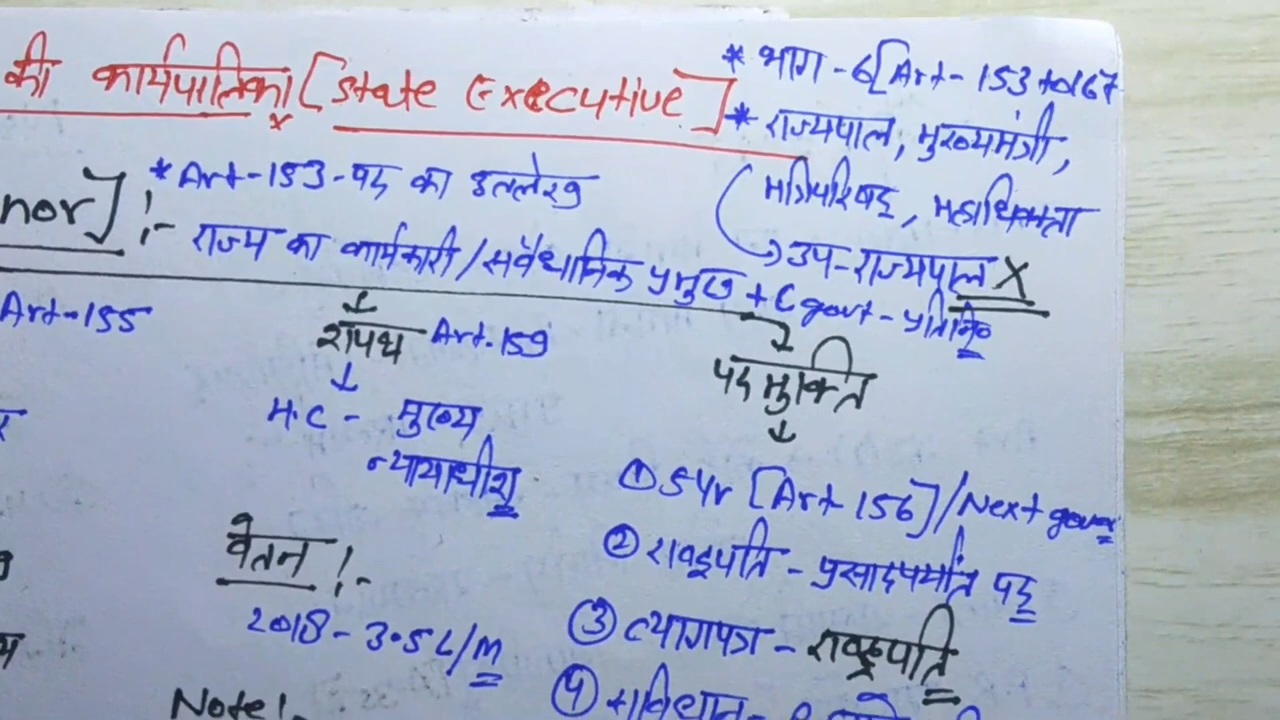 की कार्यपालिका [State Executive]
* भाग - 6 [Art - 153 to 167
* राज्यपाल, मुख्यमंत्री,
मंत्रिपरिषद, महाधिवक्ता
→ उप-राज्यपाल X
* Art-153-पद का उल्लेख
nor] :- राज्य का कार्यकारी/संवैधानिक प्रमुख + C govt - प्रतिनि०
Art-155
शपथ Art.159
H.C - मुख्य
न्यायाधीश
पद मुक्ति
① 5 yr [Art 156] / Next
② राष्ट्रपति - प्रसादपर्यांत पद
③ त्यागपत्र - राष्ट्रपति
④
वेतन :-
2018 - 3.5 L/m
Note :-